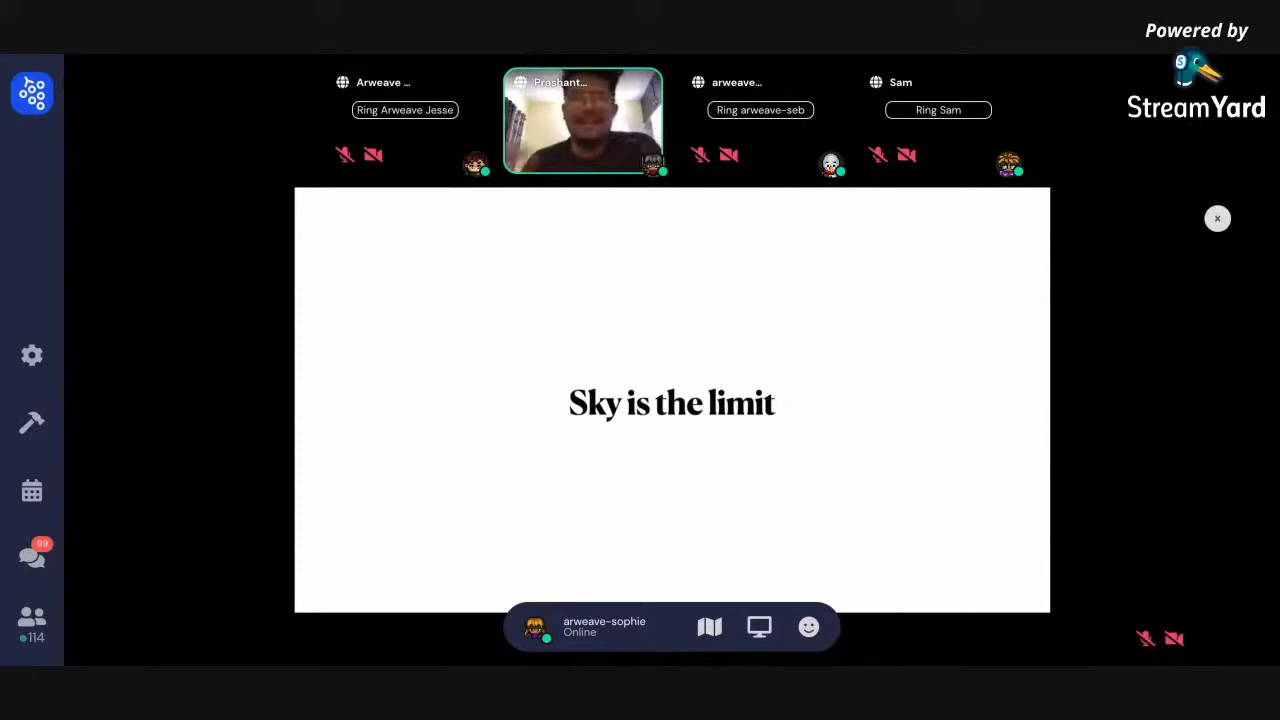 Powered by
StreamYard
Arweave ...
Prashant...
arweave...
Sam
Ring Arweave Jesse
Ring arweave-seb
Ring Sam
Sky is the limit
99
114
arweave-sophie
Online